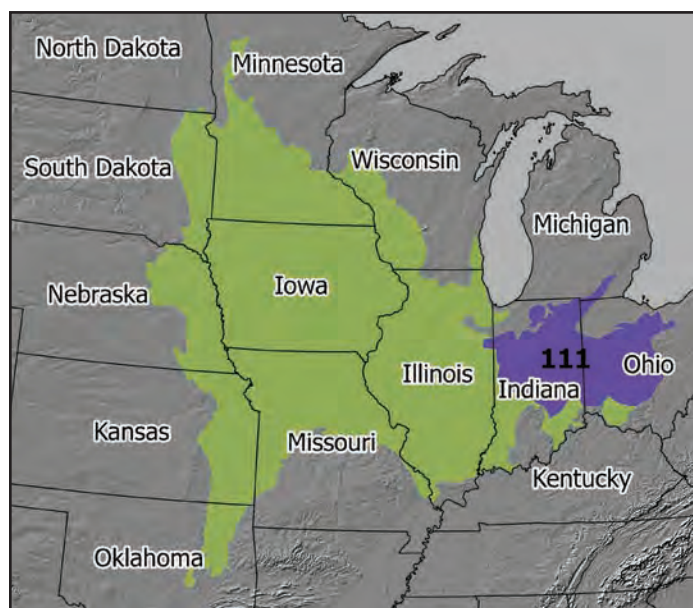 North Dakota
Minnesota
South Dakota
Wisconsin
Michigan
Nebraska
Iowa
Illinois
111
Ohio
Indiana
Kansas
Missouri
Kentucky
Oklahoma